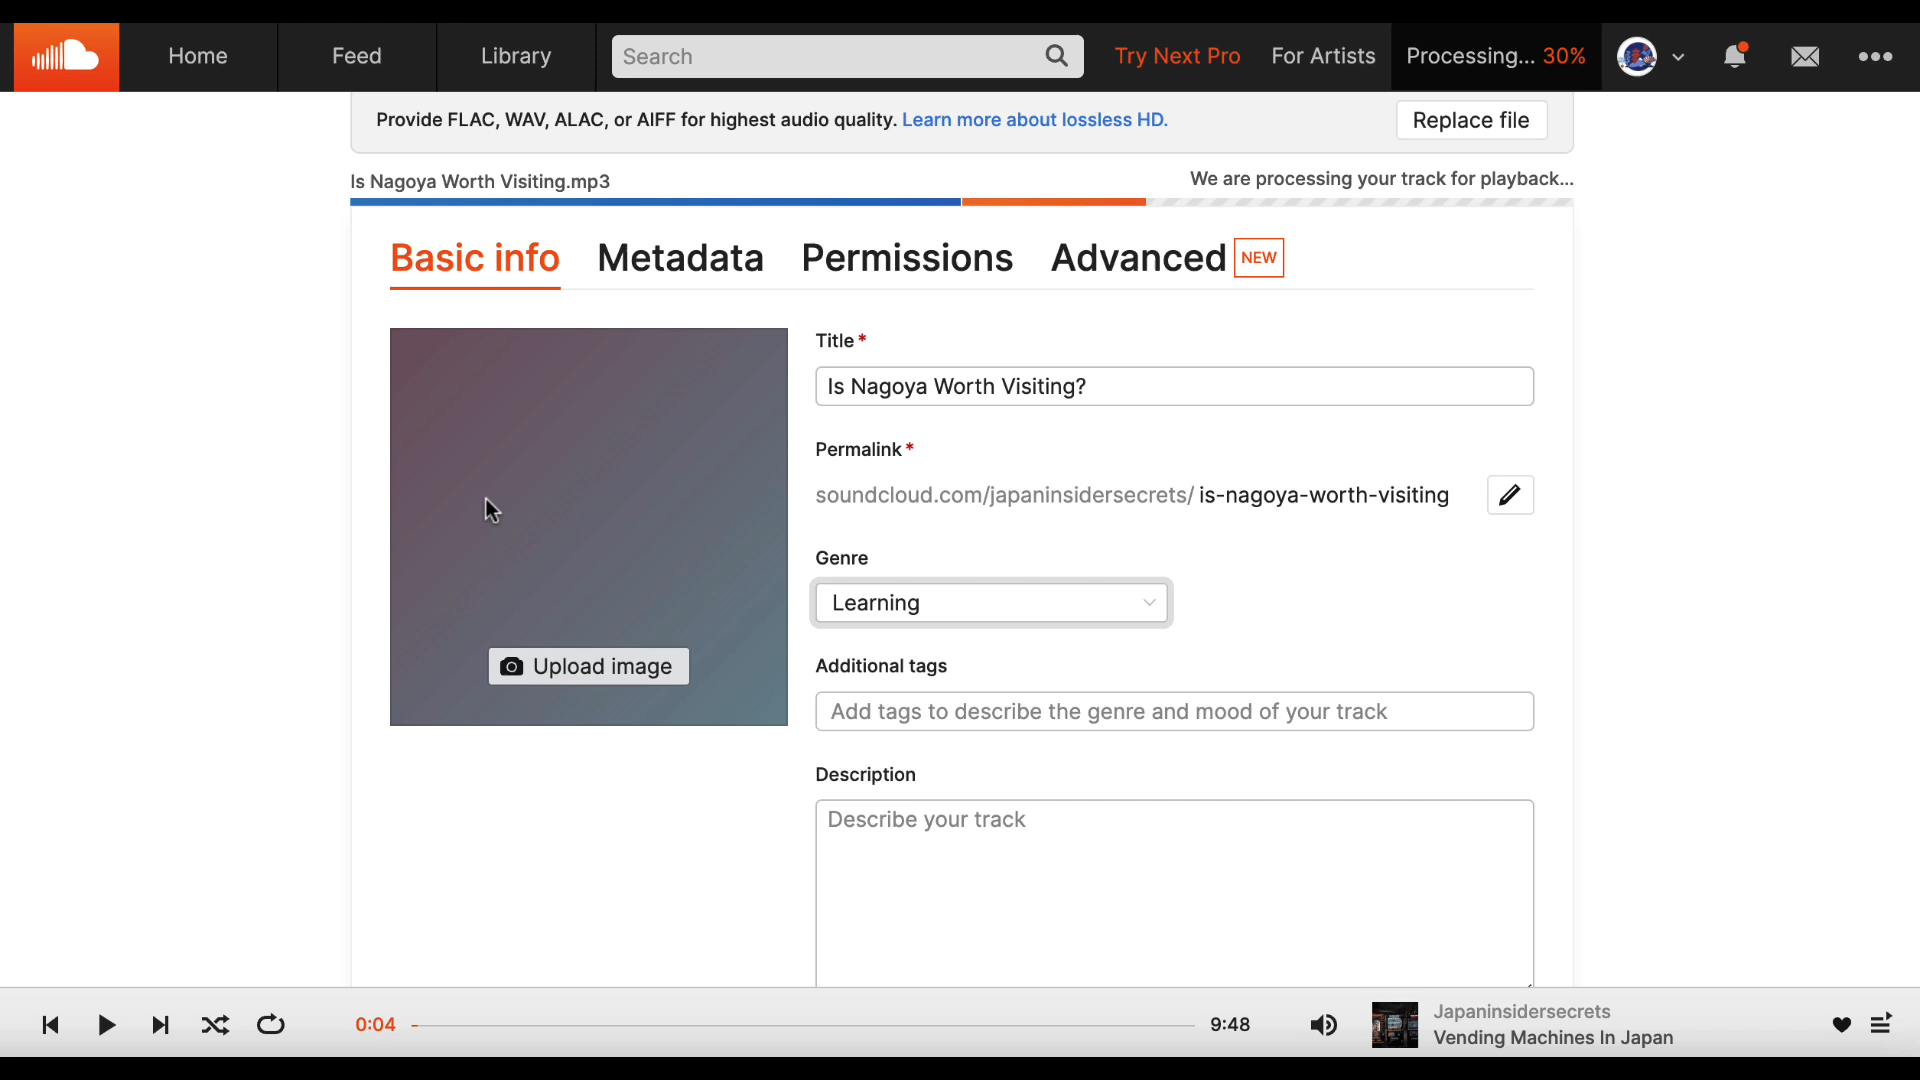 Home
Feed
Library
Search
Try Next Pro
For Artists
Processing... 30%
Provide FLAC, WAV, ALAC, or AIFF for highest audio quality. Learn more about lossless HD.
Replace file
Is Nagoya Worth Visiting.mp3
We are processing your track for playback...
Basic info
Metadata
Permissions
Advanced
NEW
Upload image
Title*
Is Nagoya Worth Visiting?
Permalink*
soundcloud.com/japaninsidersecrets/ is-nagoya-worth-visiting
Genre
Learning
Additional tags
Add tags to describe the genre and mood of your track
Description
Describe your track
0:04
9:48
Japaninsidersecrets
Vending Machines In Japan